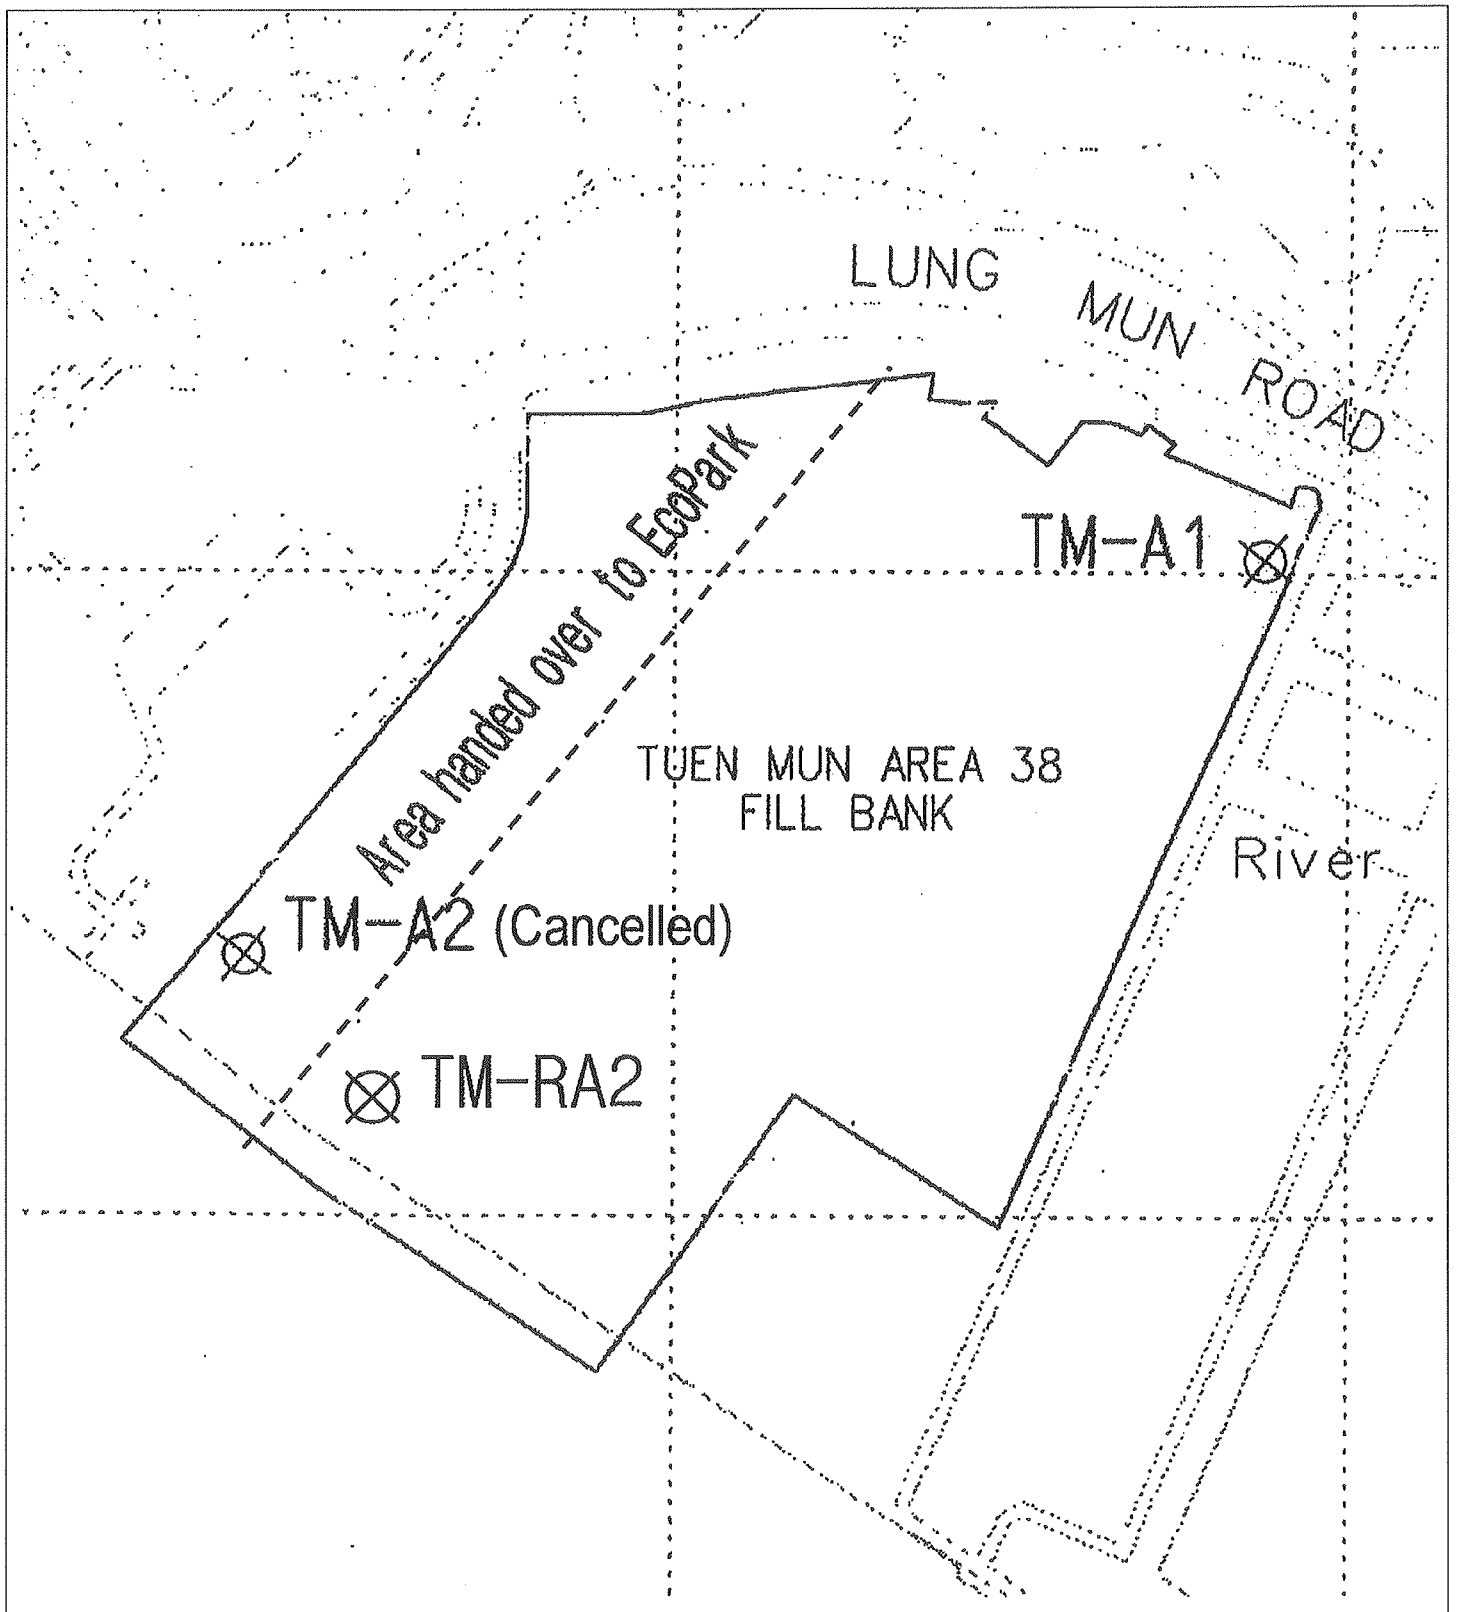 LUNG
MUN
ROAD
Area handed over to EcoPark
TM-A1
TUEN MUN AREA 38
FILL BANK
River
TM-A2 (Cancelled)
TM-RA2